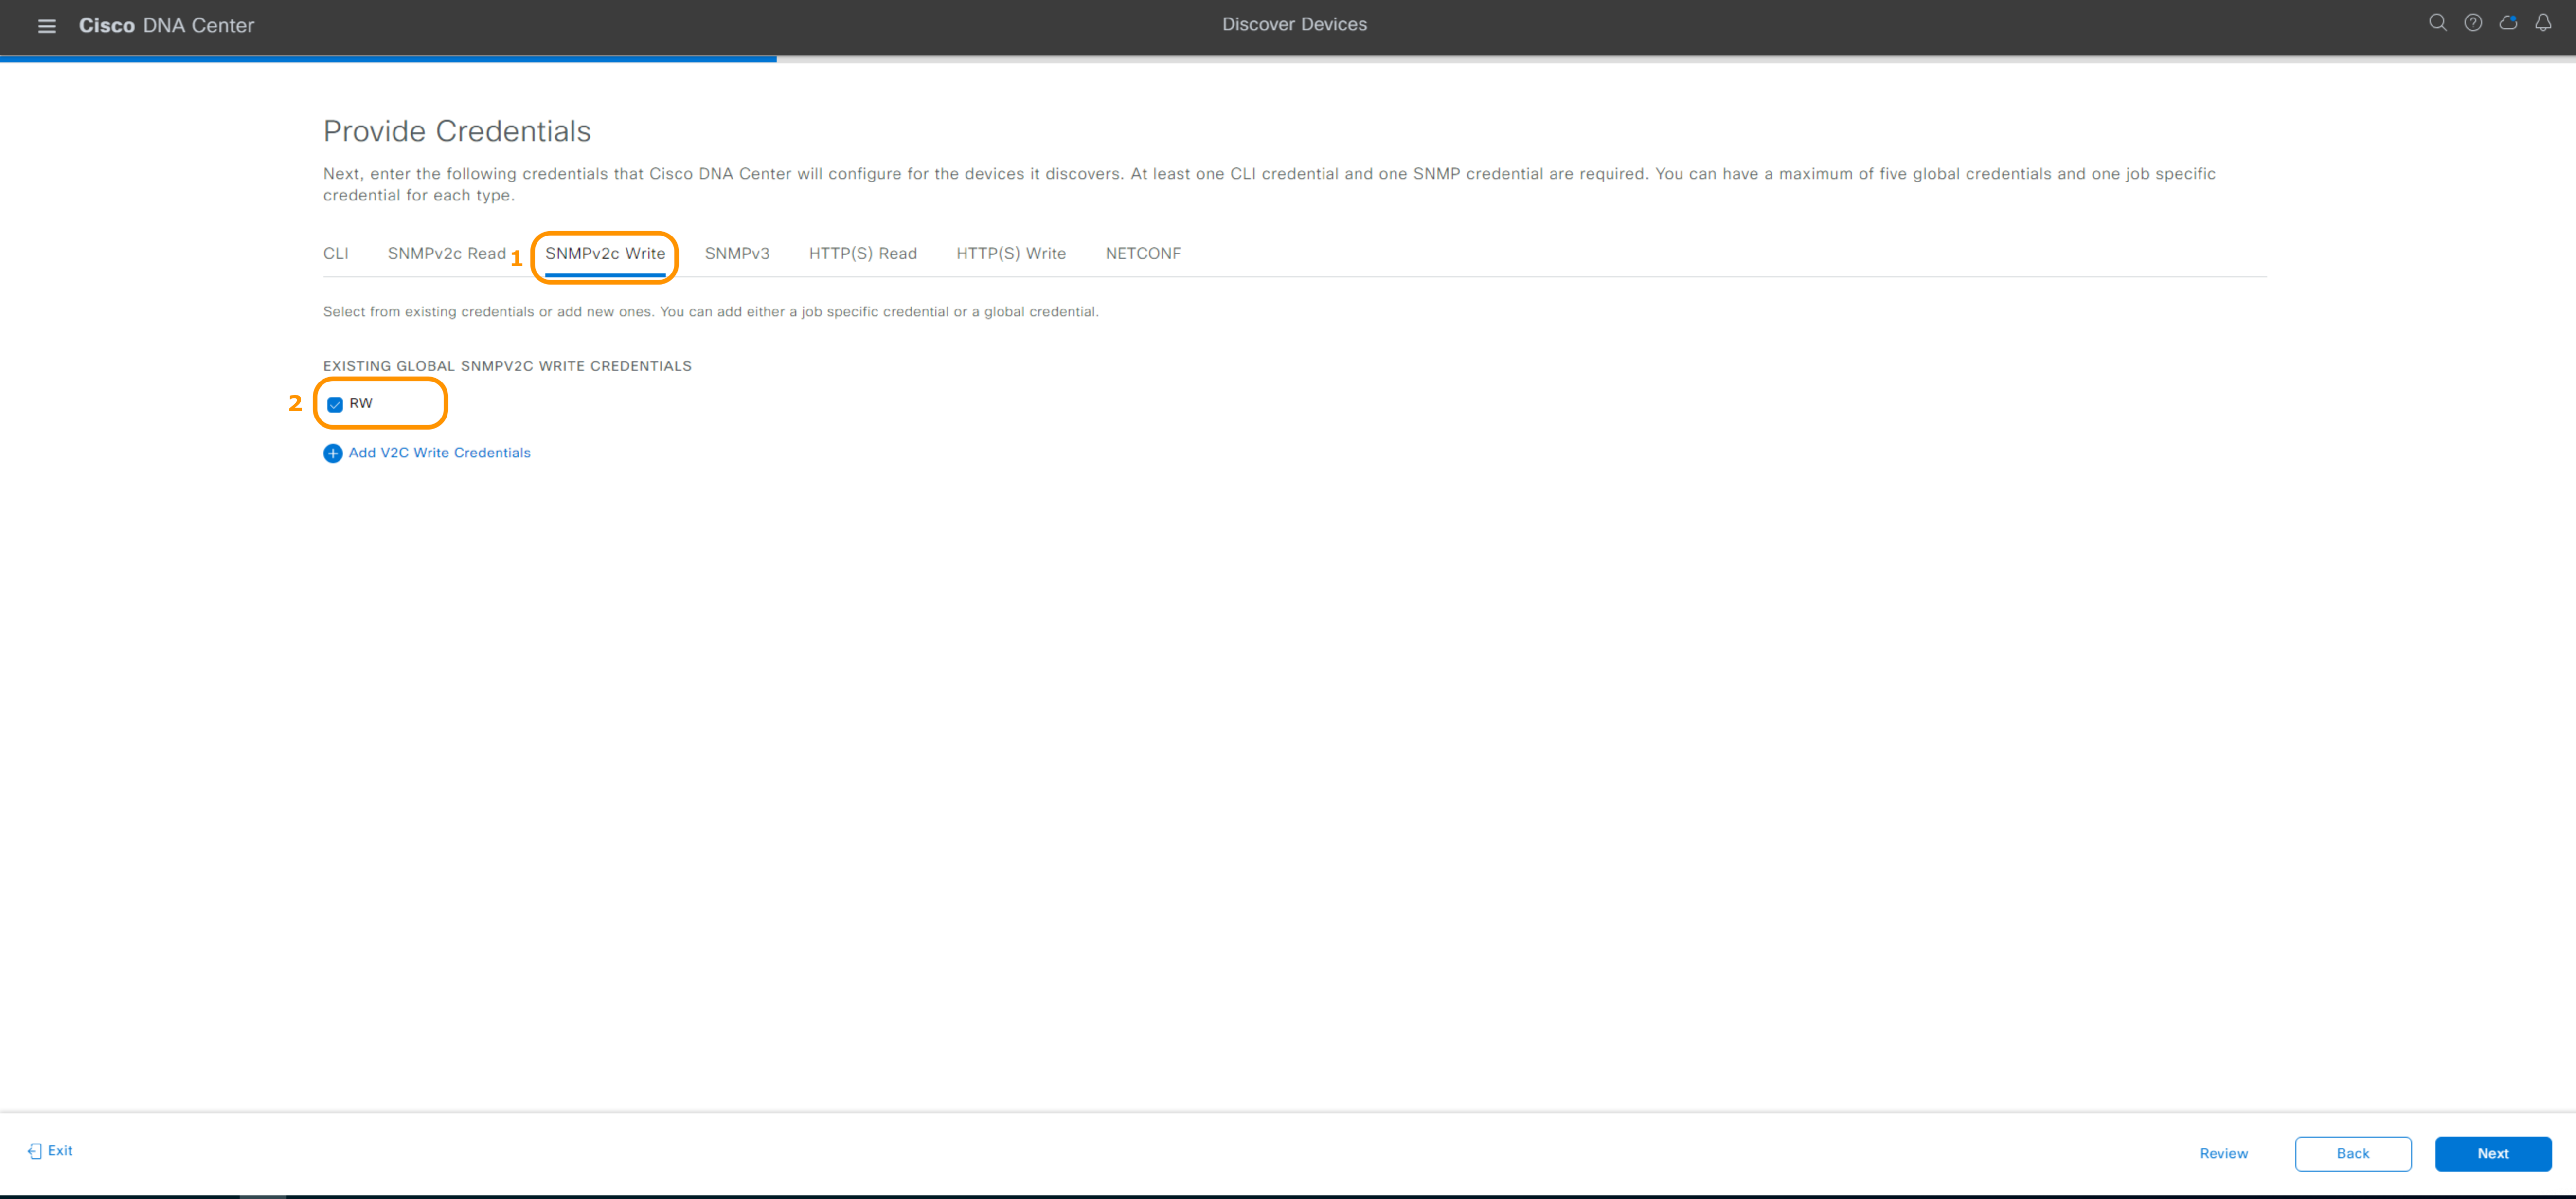 Cisco DNA Center
Discover Devices
Provide Credentials
Next, enter the following credentials that Cisco DNA Center will configure for the devices it discovers. At least one CLI credential and one SNMP credential are required. You can have a maximum of five global credentials and one job specific
credential for each type.
CLI SNMPv2c Read 1 SNMPv2c Write SNMPv3 HTTP(S) Read HTTP(S) Write NETCONF
Select from existing credentials or add new ones. You can add either a job specific credential or a global credential.
EXISTING GLOBAL SNMPV2C WRITE CREDENTIALS
2 RW
Add V2C Write Credentials
Exit
Review Back Next